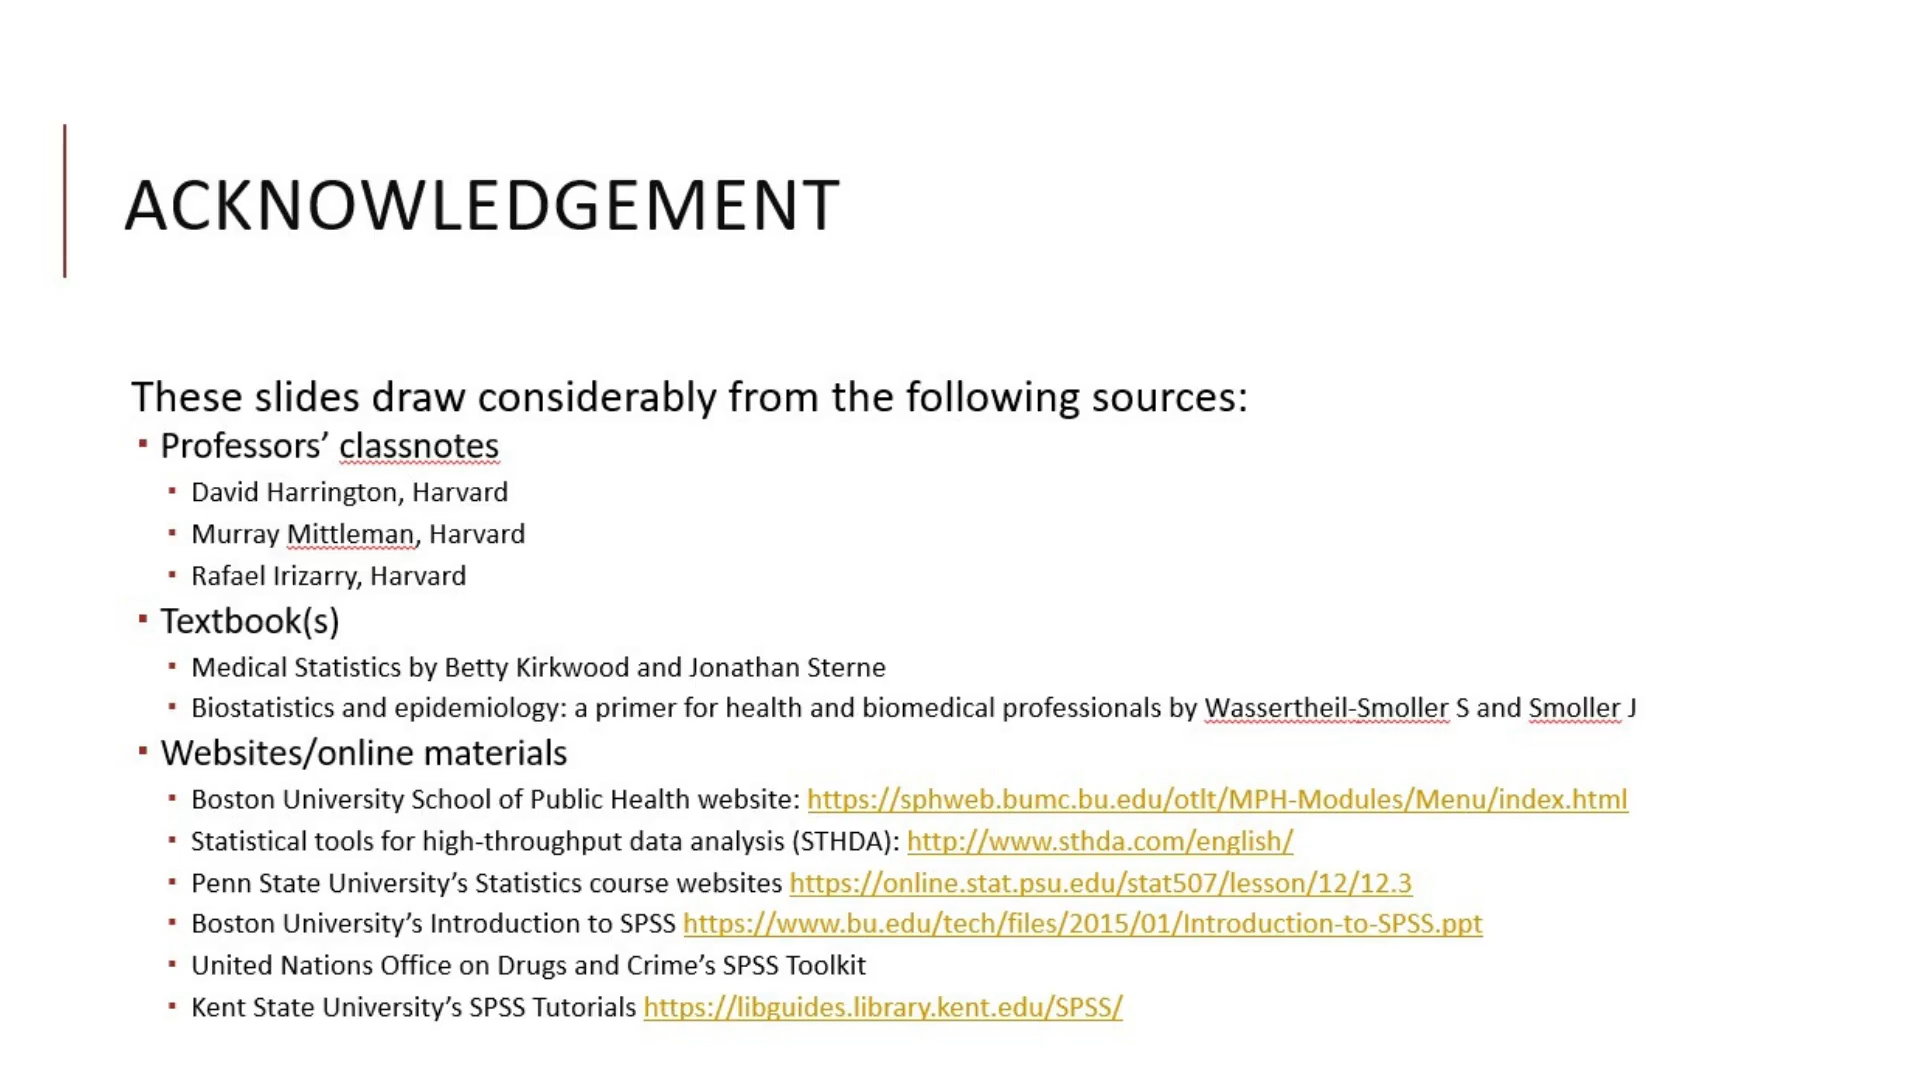 ACKNOWLEDGEMENT
These slides draw considerably from the following sources:
▪ Professors’ classnotes
▪ David Harrington, Harvard
▪ Murray Mittleman, Harvard
▪ Rafael Irizarry, Harvard
▪ Textbook(s)
▪ Medical Statistics by Betty Kirkwood and Jonathan Sterne
▪ Biostatistics and epidemiology: a primer for health and biomedical professionals by Wassertheil-Smoller S and Smoller J
▪ Websites/online materials
▪ Boston University School of Public Health website: https://sphweb.bumc.bu.edu/otlt/MPH-Modules/Menu/index.html
▪ Statistical tools for high-throughput data analysis (STHDA): http://www.sthda.com/english/
▪ Penn State University’s Statistics course websites https://online.stat.psu.edu/stat507/lesson/12/12.3
▪ Boston University’s Introduction to SPSS https://www.bu.edu/tech/files/2015/01/Introduction-to-SPSS.ppt
▪ United Nations Office on Drugs and Crime’s SPSS Toolkit
▪ Kent State University’s SPSS Tutorials https://libguides.library.kent.edu/SPSS/